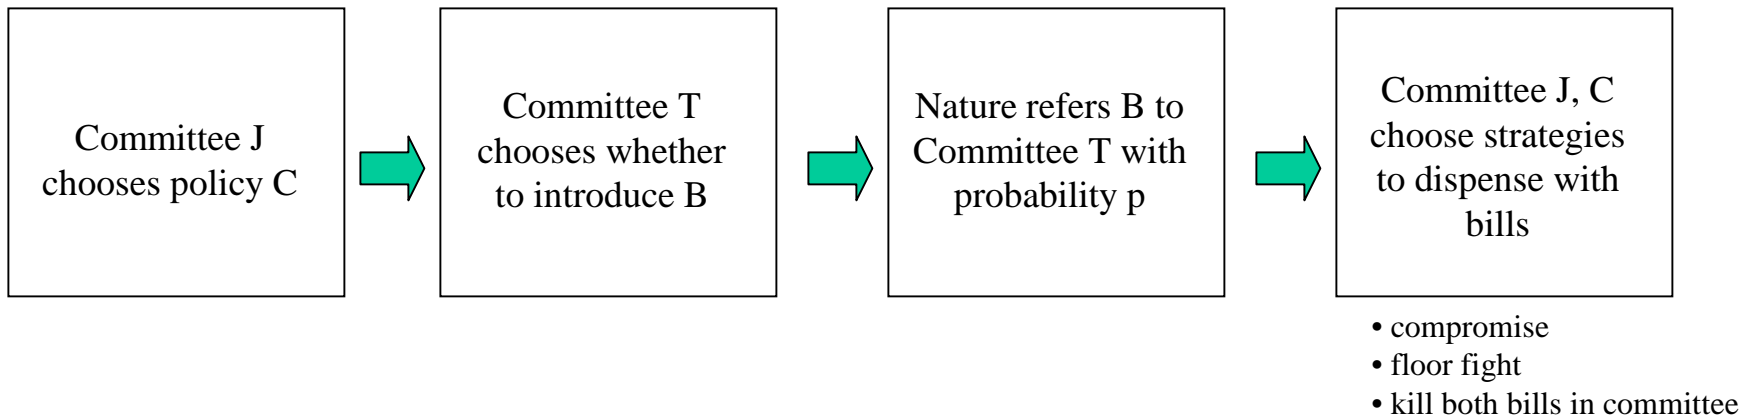 Committee J
chooses policy C
Committee T
chooses whether
to introduce B
Nature refers B to
Committee T with
probability p
Committee J, C
choose strategies
to dispense with
bills
• compromise
• floor fight
• kill both bills in committee